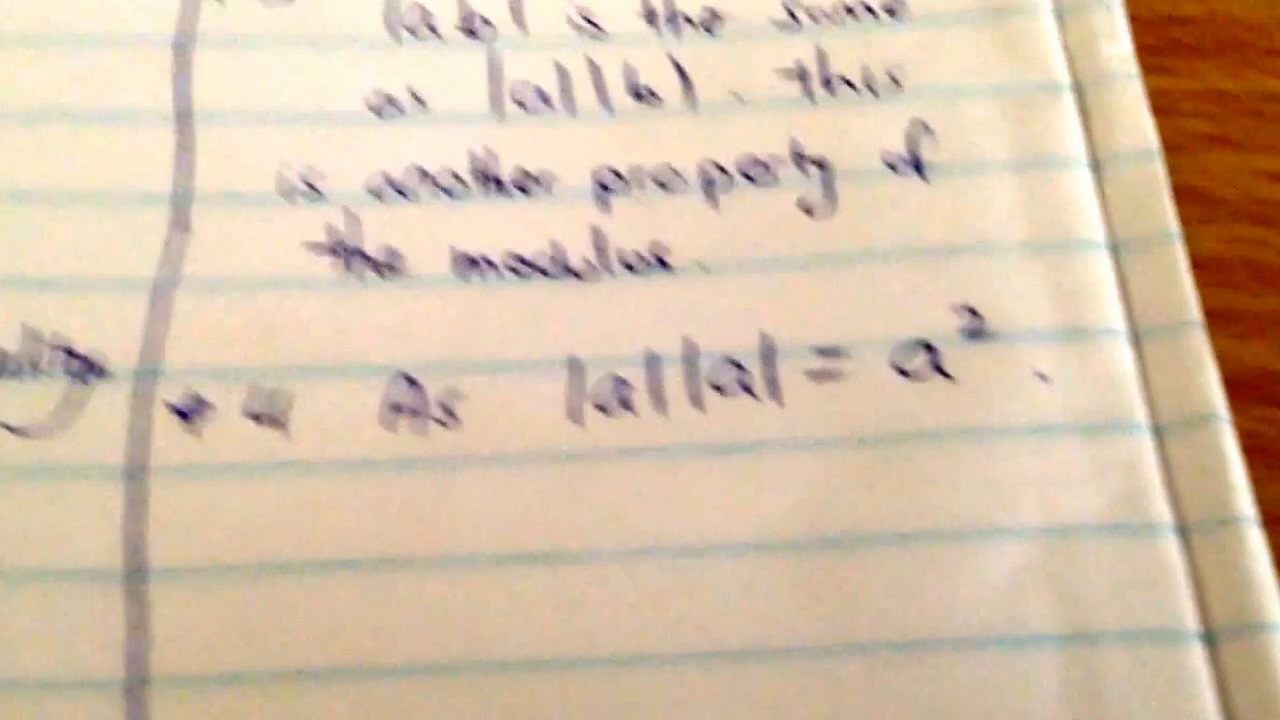 |ab| is the same
as |a||b|. this
is another property of
the modulus.
As |a||a| = a².